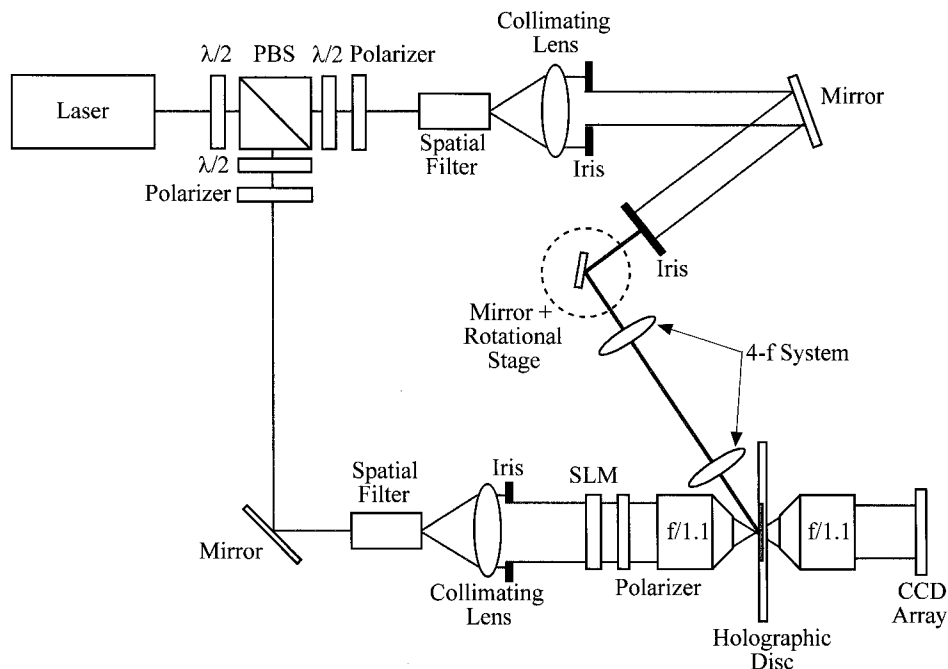 Collimating
Lens
λ/2
PBS
λ/2
Polarizer
Laser
Mirror
Spatial
Filter
Iris
λ/2
Polarizer
Iris
Mirror +
Rotational
Stage
4-f System
Spatial
Filter
Iris
SLM
f/1.1
f/1.1
Mirror
Collimating
Lens
Polarizer
CCD
Array
Holographic
Disc